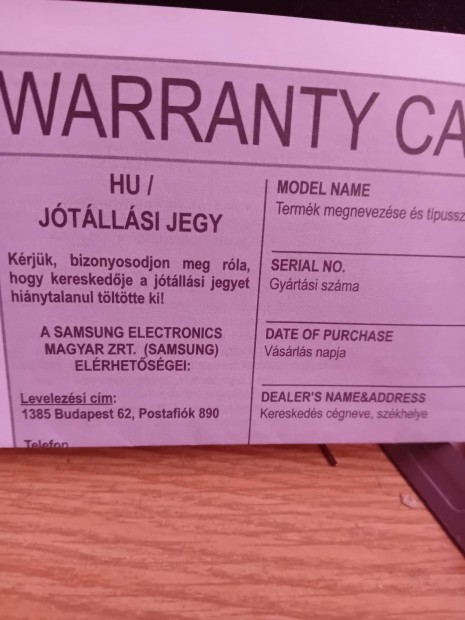 WARRANTY CA
HU /
JÓTÁLLÁSI JEGY
Kérjük, bizonyosodjon meg róla,
hogy kereskedője a jótállási jegyet
hiánytalanul töltötte ki!
A SAMSUNG ELECTRONICS
MAGYAR ZRT. (SAMSUNG)
ELÉRHETŐSÉGEI:
Levelezési cím:
1385 Budapest 62, Postafiók 890
Telefon
MODEL NAME
Termék megnevezése és típussz
SERIAL NO.
Gyártási száma
DATE OF PURCHASE
Vásárlás napja
DEALER'S NAME&ADDRESS
Kereskedés cégneve, székhelye